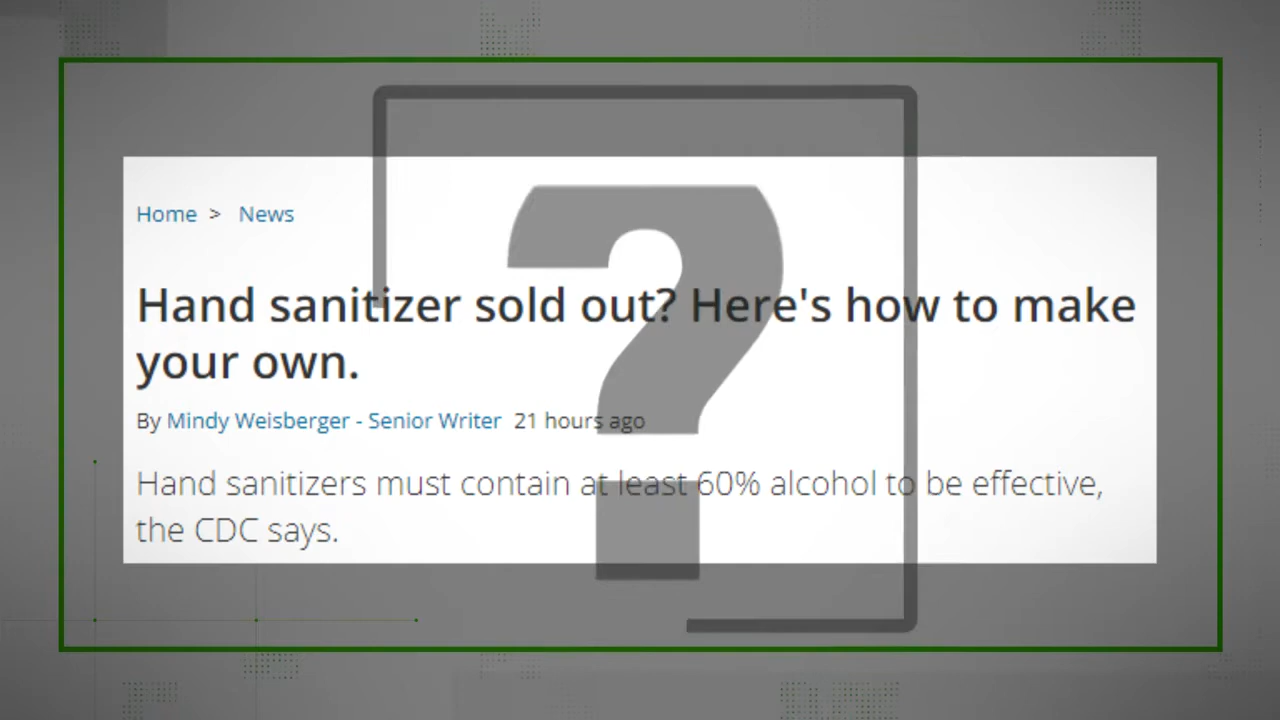 Home > News
Hand sanitizer sold out? Here's how to make
your own.
By Mindy Weisberger - Senior Writer 21 hours ago
Hand sanitizers must contain at least 60% alcohol to be effective,
the CDC says.
?